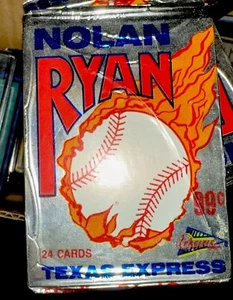 NOLAN
RYAN
99¢
24 CARDS
TEXAS EXPRESS